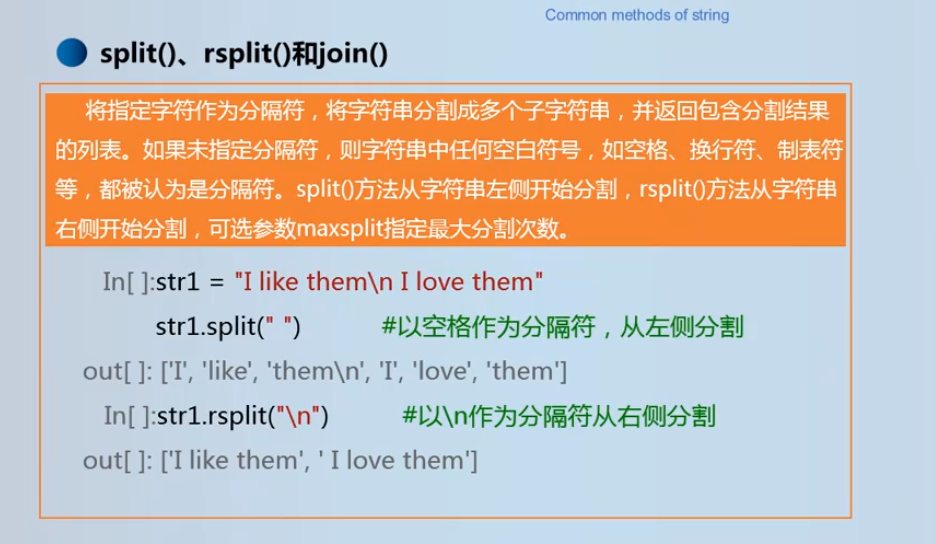 Common methods of string
split()、rsplit()和join()
将指定字符作为分隔符，将字符串分割成多个子字符串，并返回包含分割结果
的列表。如果未指定分隔符，则字符串中任何空白符号，如空格、换行符、制表符
等，都被认为是分隔符。split()方法从字符串左侧开始分割，rsplit()方法从字符串
右侧开始分割，可选参数maxsplit指定最大分割次数。
In[ ]:str1 = "I like them\n I love them"
str1.split(" ") #以空格作为分隔符，从左侧分割
out[ ]: ['I', 'like', 'them\n', 'I', 'love', 'them']
In[ ]:str1.rsplit("\n") #以\n作为分隔符从右侧分割
out[ ]: ['I like them', ' I love them']